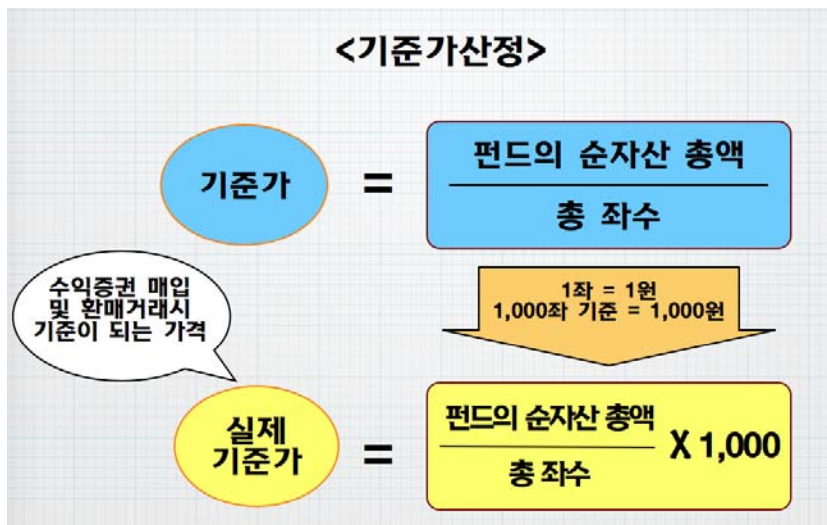 <기준가산정>
기준가
=
펀드의 순자산 총액
총 좌수
수익증권 매입
및 환매거래시
기준이 되는 가격
1좌 = 1원
1,000좌 기준 = 1,000원
실제
기준가
=
펀드의 순자산 총액
총 좌수
X 1,000